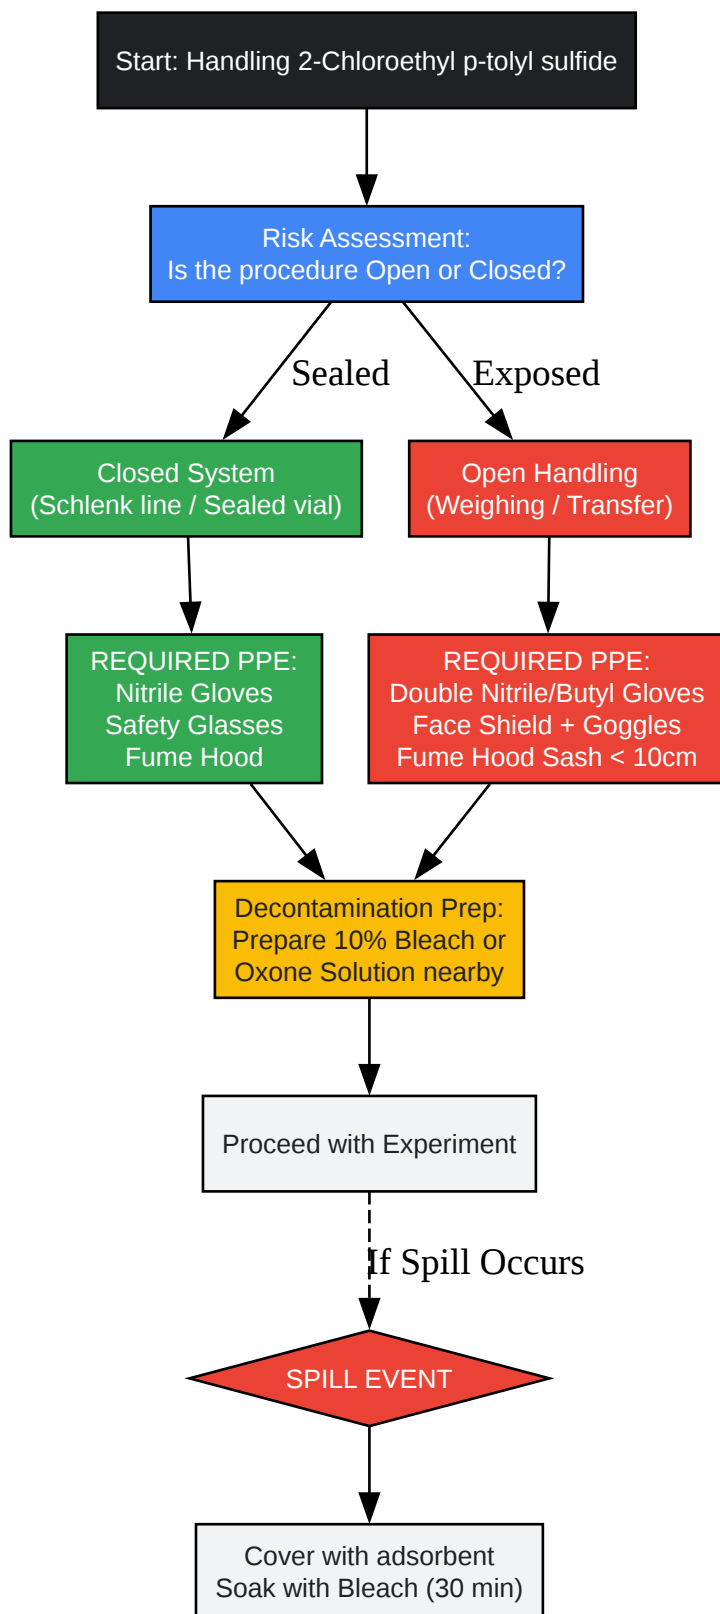 Start: Handling 2-Chloroethyl p-tolyl sulfide
Risk Assessment:
Is the procedure Open or Closed?
Sealed
Exposed
Closed System
(Schlenk line / Sealed vial)
Open Handling
(Weighing / Transfer)
REQUIRED PPE:
Nitrile Gloves
Safety Glasses
Fume Hood
REQUIRED PPE:
Double Nitrile/Butyl Gloves
Face Shield + Goggles
Fume Hood Sash < 10cm
Decontamination Prep:
Prepare 10% Bleach or
Oxone Solution nearby
Proceed with Experiment
If Spill Occurs
SPILL EVENT
Cover with adsorbent
Soak with Bleach (30 min)